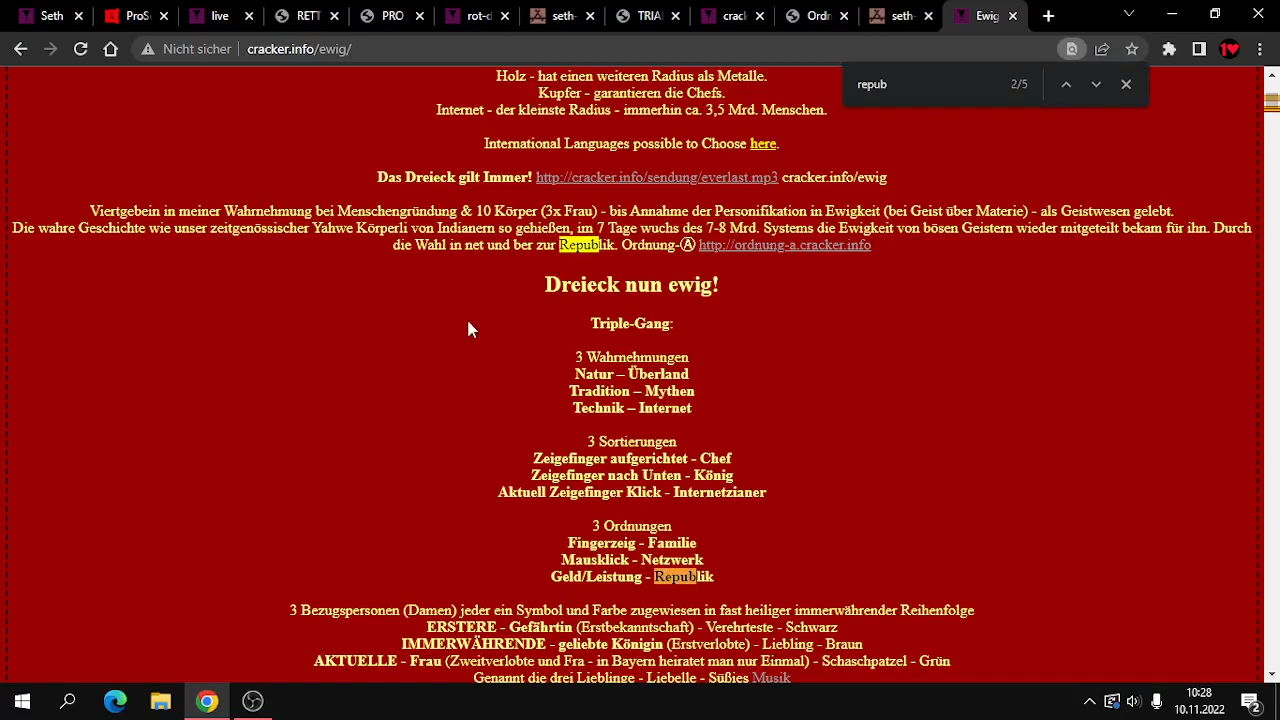 Seth
ProS
live
RETT
PRO
rot-
seth
TRIN
Selb
Orde
seth
Ewig
Nicht sicher
cracker.info/ewig/
repub
2/5
Holz - hat einen weiteren Radius als Metalle.
Kupfer - garantieren die Chefs.
Internet - der kleinste Radius - immerhin ca. 3,5 Mrd. Menschen.
International Languages possible to Choose here.
Das Dreieck gilt Immer! http://cracker.info/sendung/everlast.mp3 cracker.info/ewig
Viertgebein in meiner Wahrnehmung bei Menschengründung & 10 Körper (3x Frau) - bis Annahme der Personifikation in Ewigkeit (bei Geist über Materie) - als Geistwesen gelebt.
Die wahre Geschichte wie unser zeitgenössischer Yahwe Körperli von Indianern so gehießen, im 7 Tage wuchs des 7-8 Mrd. Systems die Ewigkeit von bösen Geistern wieder mitgeteilt bekam für ihn. Durch
die Wahl in net und ber zur Republik. Ordnung-Ⓐ http://ordnung-a.cracker.info
Dreieck nun ewig!
Triple-Gang:
3 Wahrnehmungen
Natur – Überland
Tradition – Mythen
Technik – Internet
3 Sortierungen
Zeigefinger aufgerichtet - Chef
Zeigefinger nach Unten - König
Aktuell Zeigefinger Klick - Internetzianer
3 Ordnungen
Fingerzeig - Familie
Mausklick - Netzwerk
Geld/Leistung - Republik
3 Bezugspersonen (Damen) jeder ein Symbol und Farbe zugewiesen in fast heiliger immerwährender Reihenfolge
ERSTERE - Gefährtin (Erstbekanntschaft) - Verehrteste - Schwarz
IMMERWÄHRENDE - geliebte Königin (Erstverlobte) - Liebling - Braun
AKTUELLE - Frau (Zweitverlobte und Fra - in Bayern heiratet man nur Einmal) - Schaschpatzel - Grün
Genannt die drei Lieblinge - Liebelle - Süßies Musik
10:28
10.11.2022
2